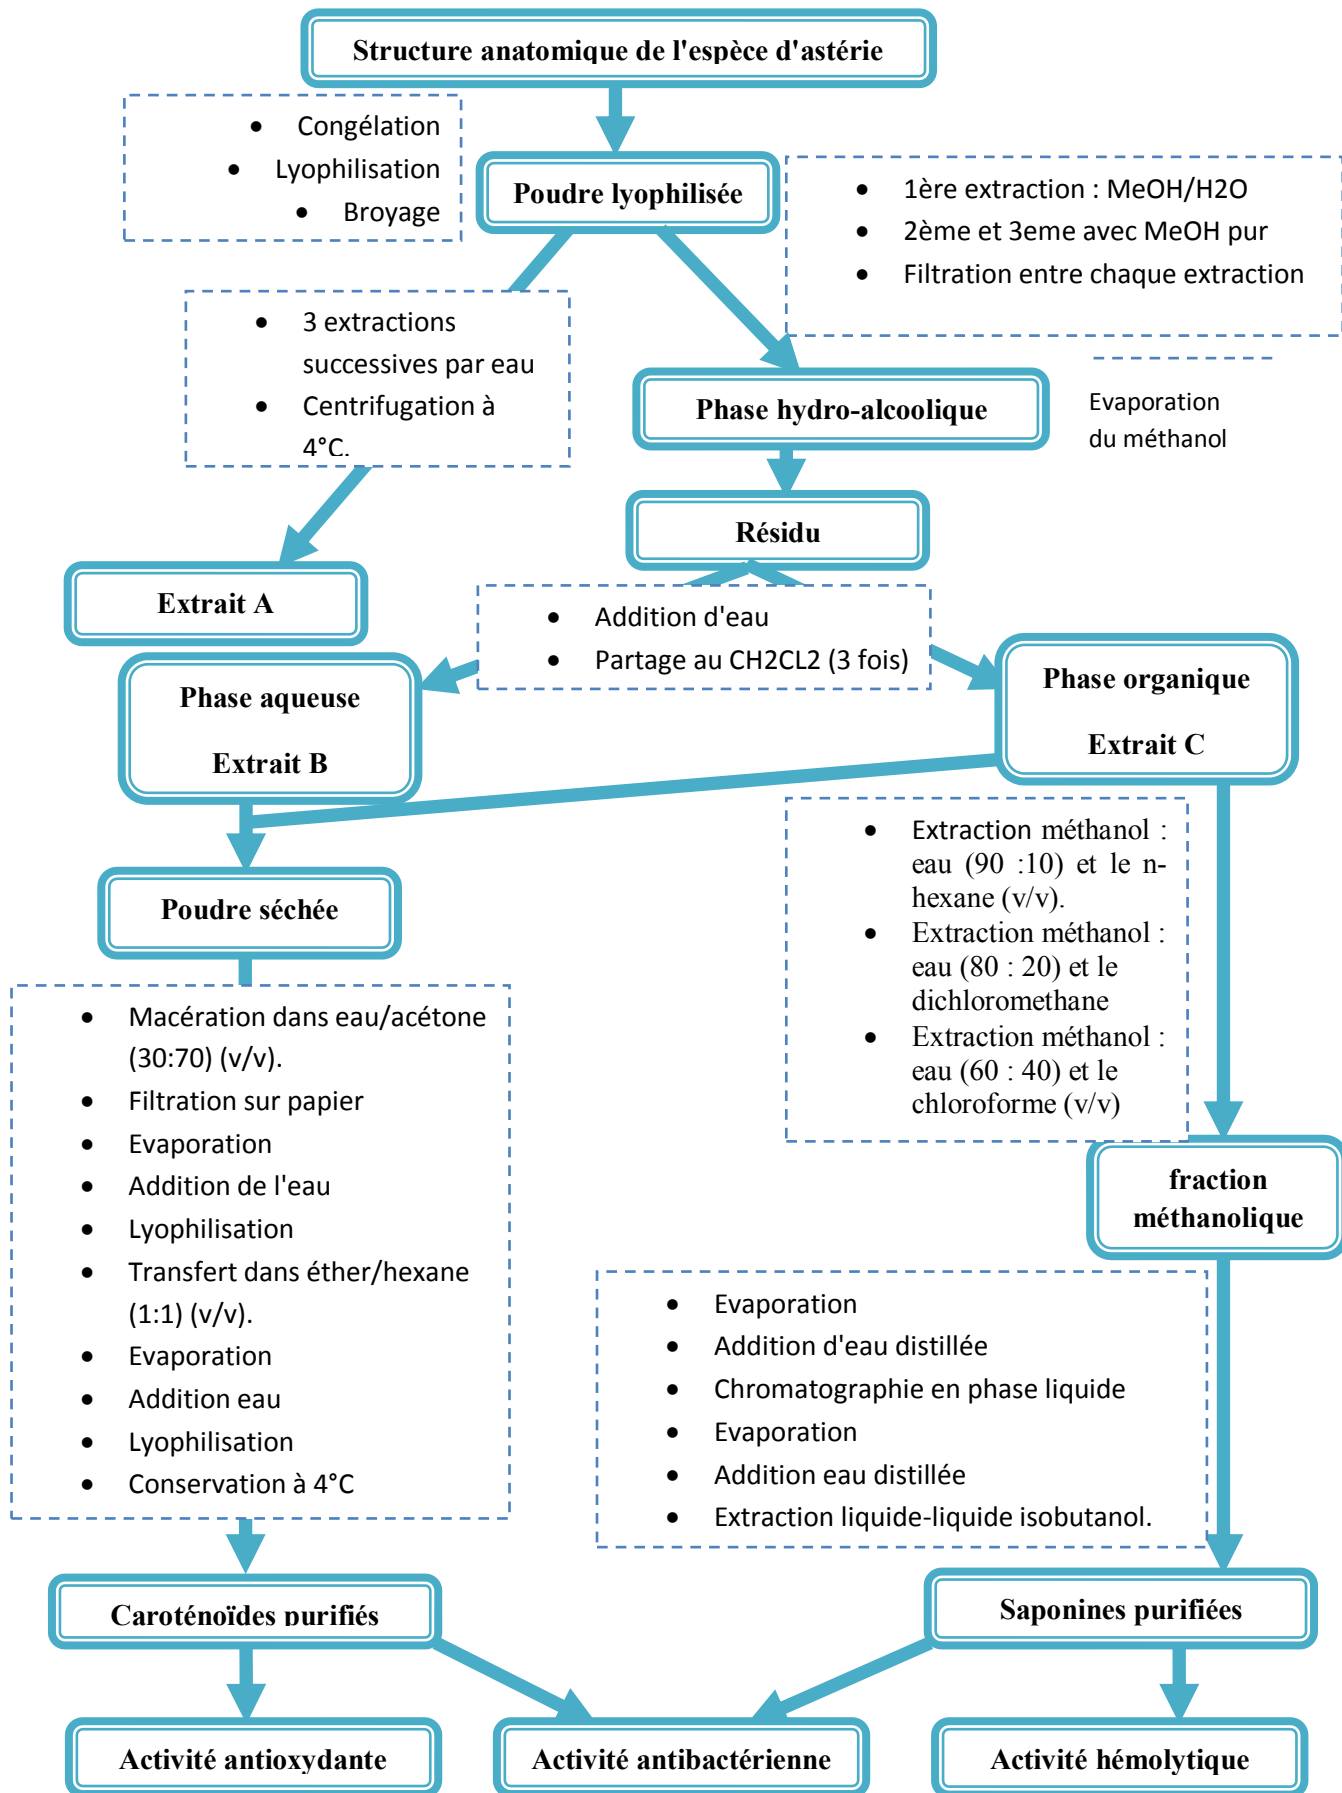 Structure anatomique de l'espèce d'astérie
• Congélation
• Lyophilisation
• Broyage
Poudre lyophilisée
• 1ère extraction : MeOH/H2O
• 2ème et 3eme avec MeOH pur
• Filtration entre chaque extraction
• 3 extractions
successives par eau
• Centrifugation à
4°C.
Phase hydro-alcoolique
Evaporation
du méthanol
Résidu
Extrait A
• Addition d'eau
• Partage au CH2CL2 (3 fois)
Phase aqueuse
Extrait B
Phase organique
Extrait C
• Extraction méthanol :
eau (90 :10) et le n-
hexane (v/v).
• Extraction méthanol :
eau (80 : 20) et le
dichloromethane
• Extraction méthanol :
eau (60 : 40) et le
chloroforme (v/v)
Poudre séchée
• Macération dans eau/acétone
(30:70) (v/v).
• Filtration sur papier
• Evaporation
• Addition de l'eau
• Lyophilisation
• Transfert dans éther/hexane
(1:1) (v/v).
• Evaporation
• Addition eau
• Lyophilisation
• Conservation à 4°C
fraction
méthanolique
• Evaporation
• Addition d'eau distillée
• Chromatographie en phase liquide
• Evaporation
• Addition eau distillée
• Extraction liquide-liquide isobutanol.
Caroténoïdes purifiés
Saponines purifiées
Activité antioxydante
Activité antibactérienne
Activité hémolytique